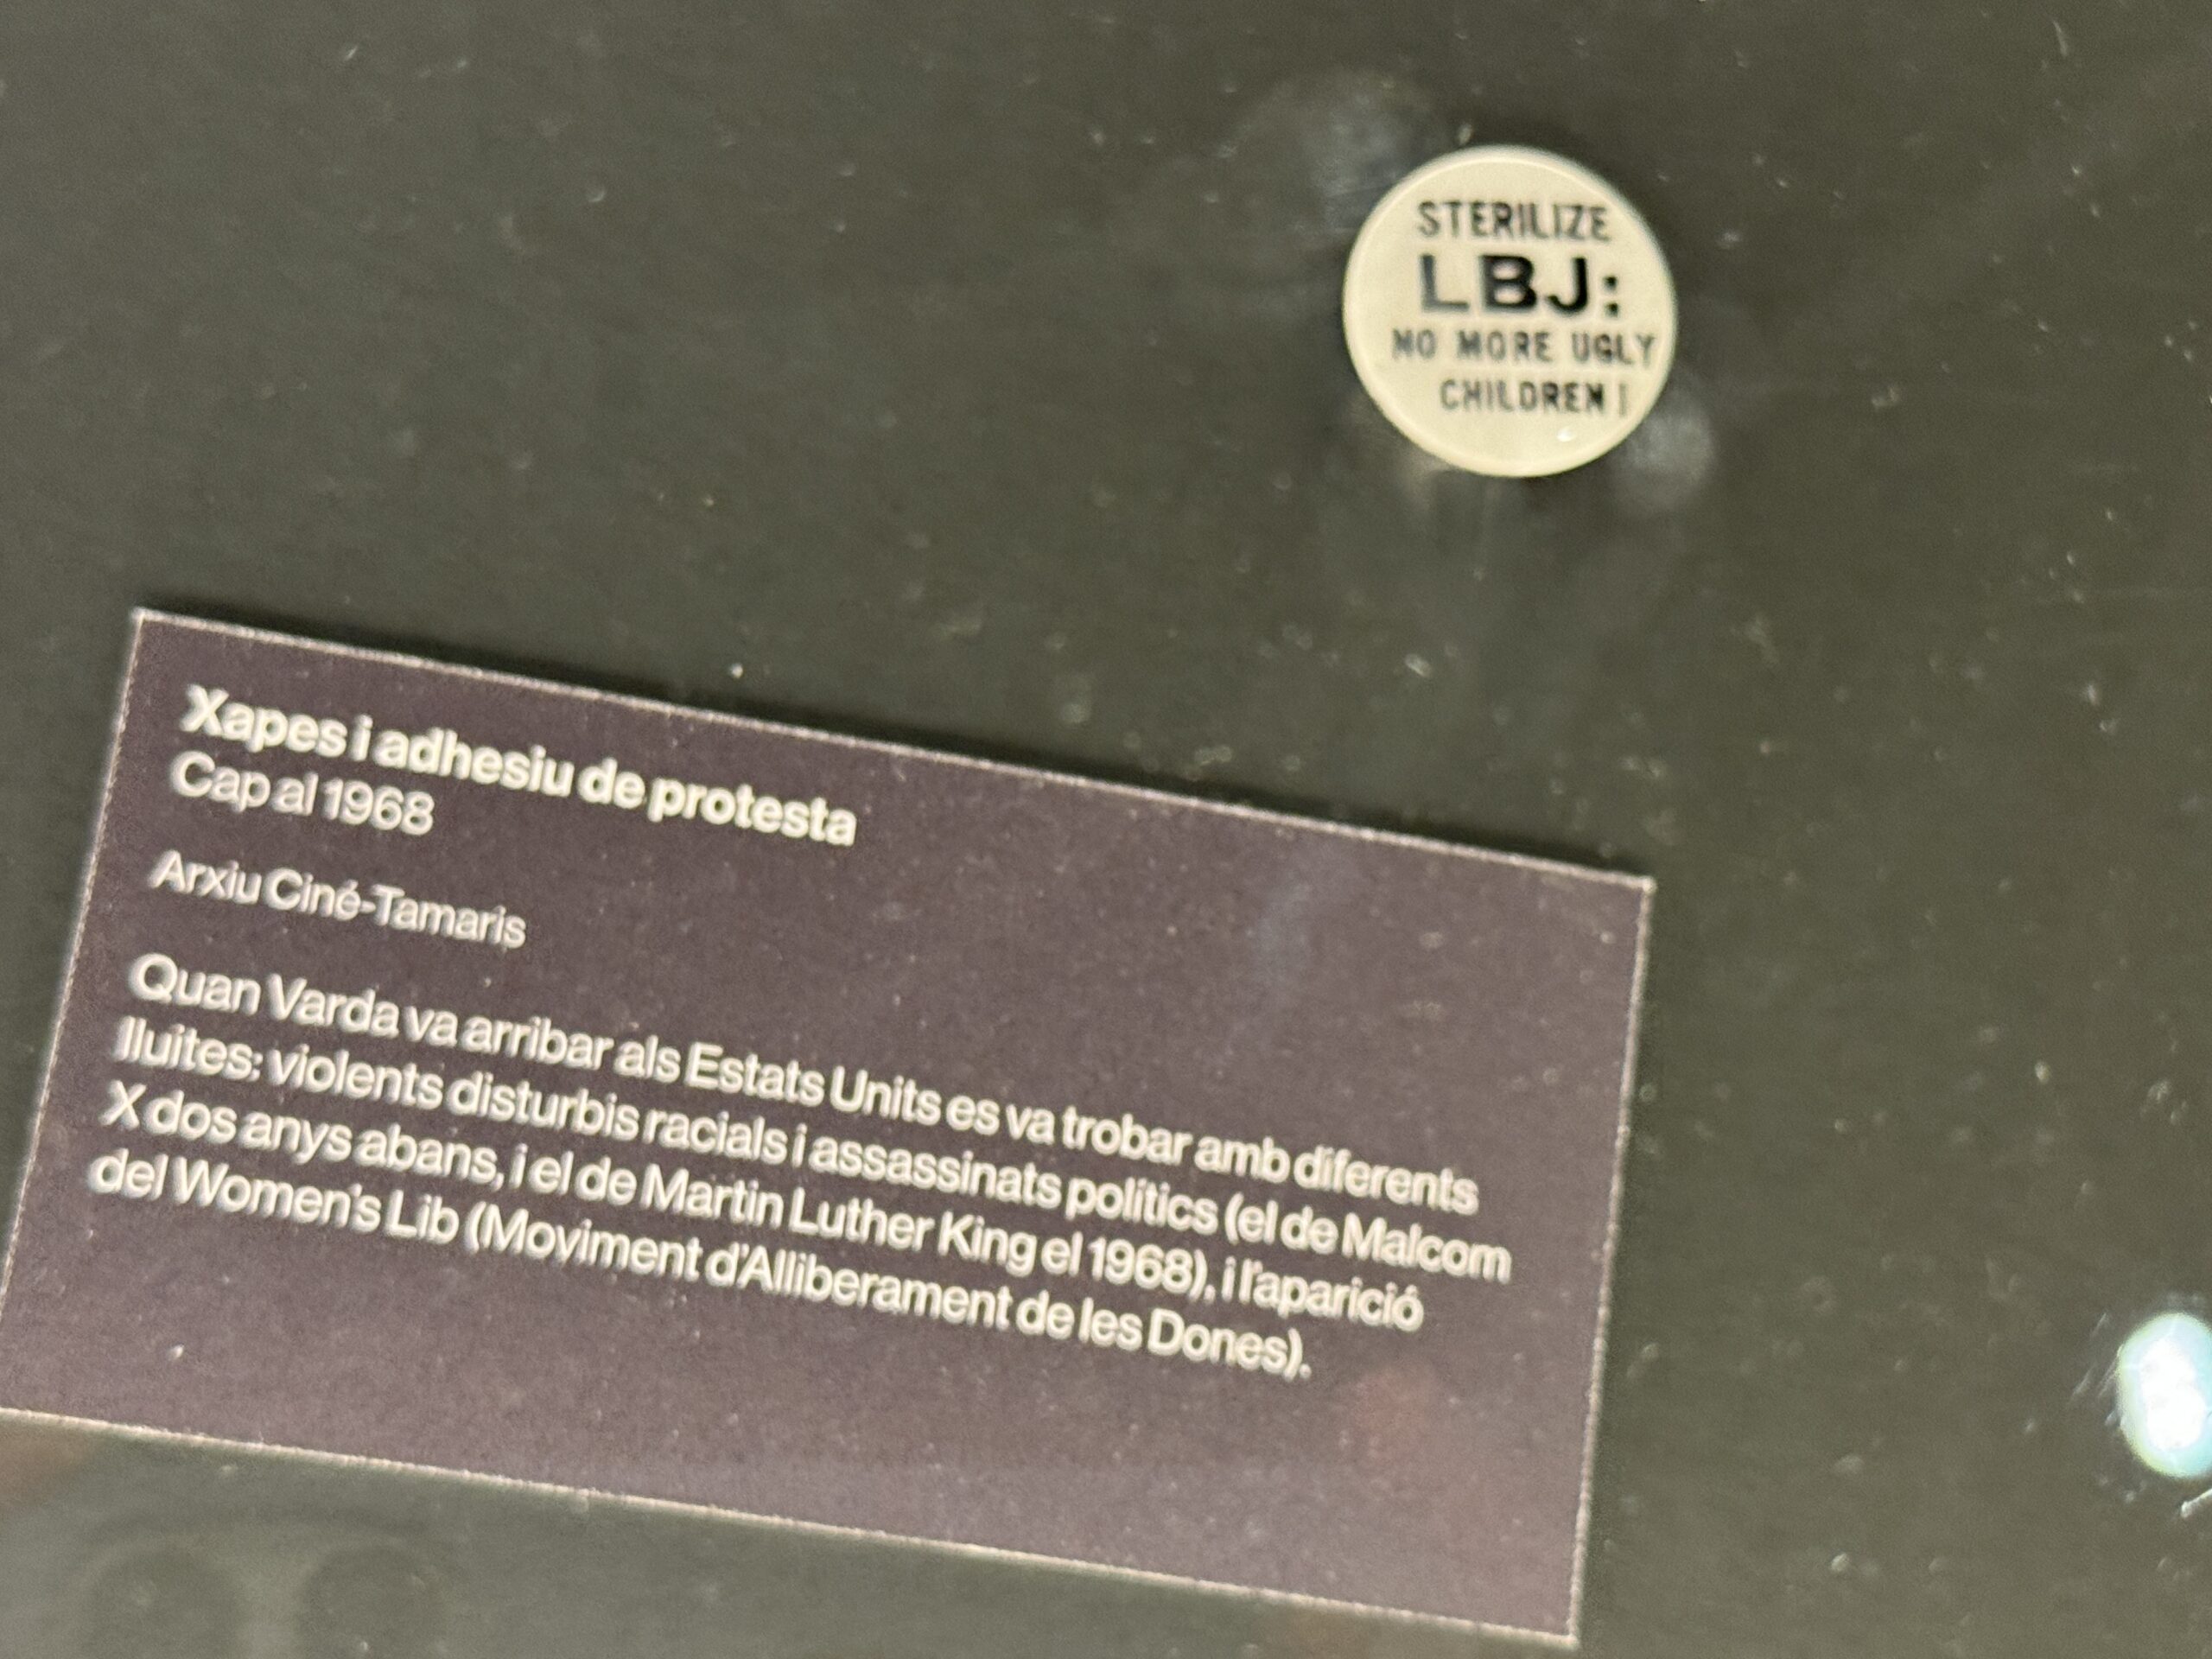 STERILIZE
LBJ:
NO MORE UGLY
CHILDREN!
Xapes i adhesiu de protesta
Cap al 1968
Arxiu Ciné-Tamaris
Quan Varda va arribar als Estats Units es va trobar amb diferents
lluites: violents disturbis racials i assassinats polítics (el de Malcom
X dos anys abans, i el de Martin Luther King el 1968), i l'aparició
del Women's Lib (Moviment d'Alliberament de les Dones).